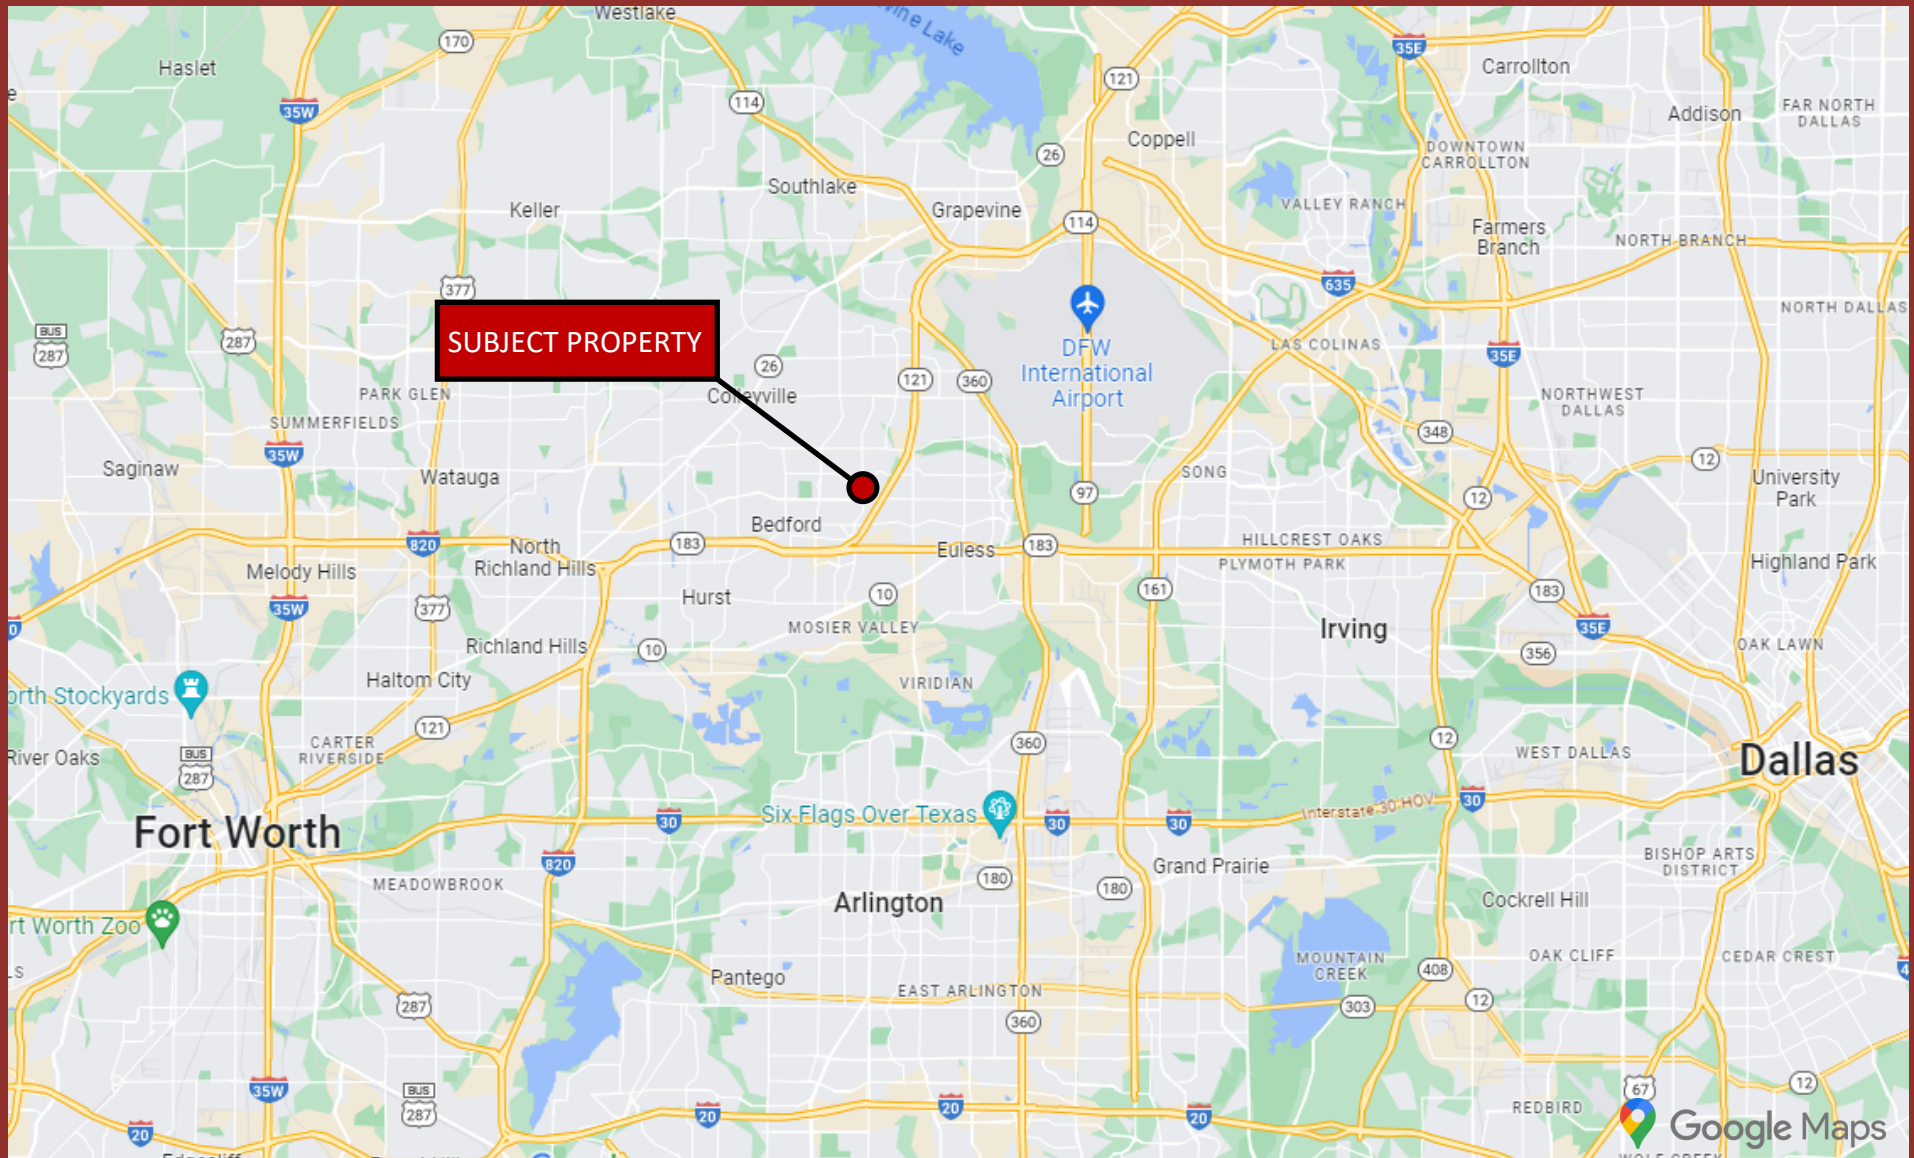 Westlake
vine Lake
170
Haslet
35E
Carrollton
121
35W
114
Addison
FAR NORTH
DALLAS
Coppell
26
DOWNTOWN
CARROLLTON
Southlake
Keller
Grapevine
VALLEY RANCH
114
Farmers
Branch
NORTH BRANCH
377
635
NORTH DALLAS
BUS
287
287
SUBJECT PROPERTY
DFW
International
Airport
LAS COLINAS
35E
26
121
360
PARK GLEN
Colleyville
NORTHWEST
DALLAS
SUMMERFIELDS
348
35W
12
Saginaw
Watauga
SONG
University
Park
97
12
Bedford
820
North
Richland Hills
183
Euless
183
HILLCREST OAKS
PLYMOTH PARK
Highland Park
Melody Hills
161
183
35W
377
Hurst
10
MOSIER VALLEY
Irving
35E
0
Richland Hills
10
356
OAK LAWN
Haltom City
VIRIDIAN
orth Stockyards
121
CARTER
RIVERSIDE
360
12
WEST DALLAS
River Oaks
BUS
287
Dallas
Six Flags Over Texas
Interstate 30 HOV
30
30
30
30
Fort Worth
820
BISHOP ARTS
DISTRICT
MEADOWBROOK
180
180
Grand Prairie
Arlington
Cockrell Hill
rt Worth Zoo
MOUNTAIN
CREEK
OAK CLIFF
CEDAR CREST
LS
408
4
Pantego
EAST ARLINGTON
287
303
12
360
35W
BUS
287
67
12
20
20
20
20
REDBIRD
Google Maps